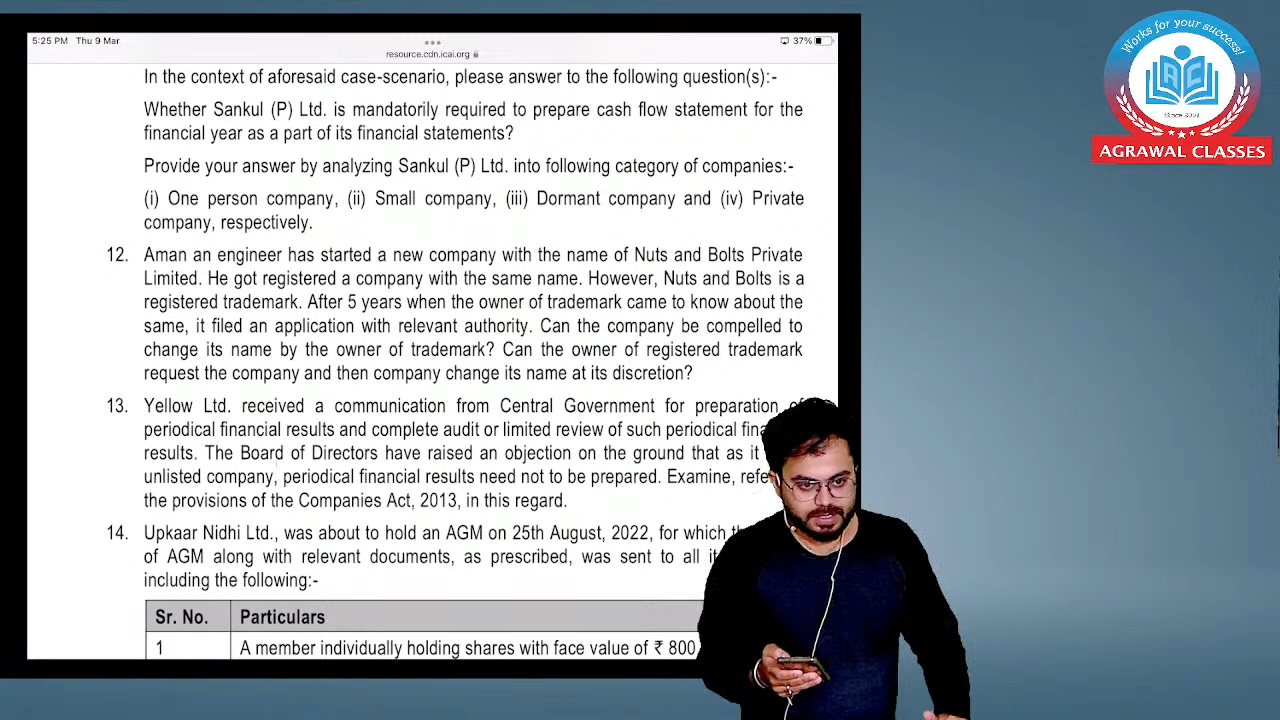 5:25 PM Thu 9 Mar
37%
resource.cdn.icai.org
In the context of aforesaid case-scenario, please answer to the following question(s):-
Whether Sankul (P) Ltd. is mandatorily required to prepare cash flow statement for the
financial year as a part of its financial statements?
Provide your answer by analyzing Sankul (P) Ltd. into following category of companies:-
(i) One person company, (ii) Small company, (iii) Dormant company and (iv) Private
company, respectively.
12. Aman an engineer has started a new company with the name of Nuts and Bolts Private
Limited. He got registered a company with the same name. However, Nuts and Bolts is a
registered trademark. After 5 years when the owner of trademark came to know about the
same, it filed an application with relevant authority. Can the company be compelled to
change its name by the owner of trademark? Can the owner of registered trademark
request the company and then company change its name at its discretion?
13. Yellow Ltd. received a communication from Central Government for preparation of
periodical financial results and complete audit or limited review of such periodical
results. The Board of Directors have raised an objection on the ground that as it
unlisted company, periodical financial results need not to be prepared. Examine,
the provisions of the Companies Act, 2013, in this regard.
14. Upkaar Nidhi Ltd., was about to hold an AGM on 25th August, 2022, for which
of AGM along with relevant documents, as prescribed, was sent to all
including the following:-
Sr. No. Particulars
1 A member individually holding shares with face value of ₹ 800
Works for your success!
AC
Since 2001
AGRAWAL CLASSES